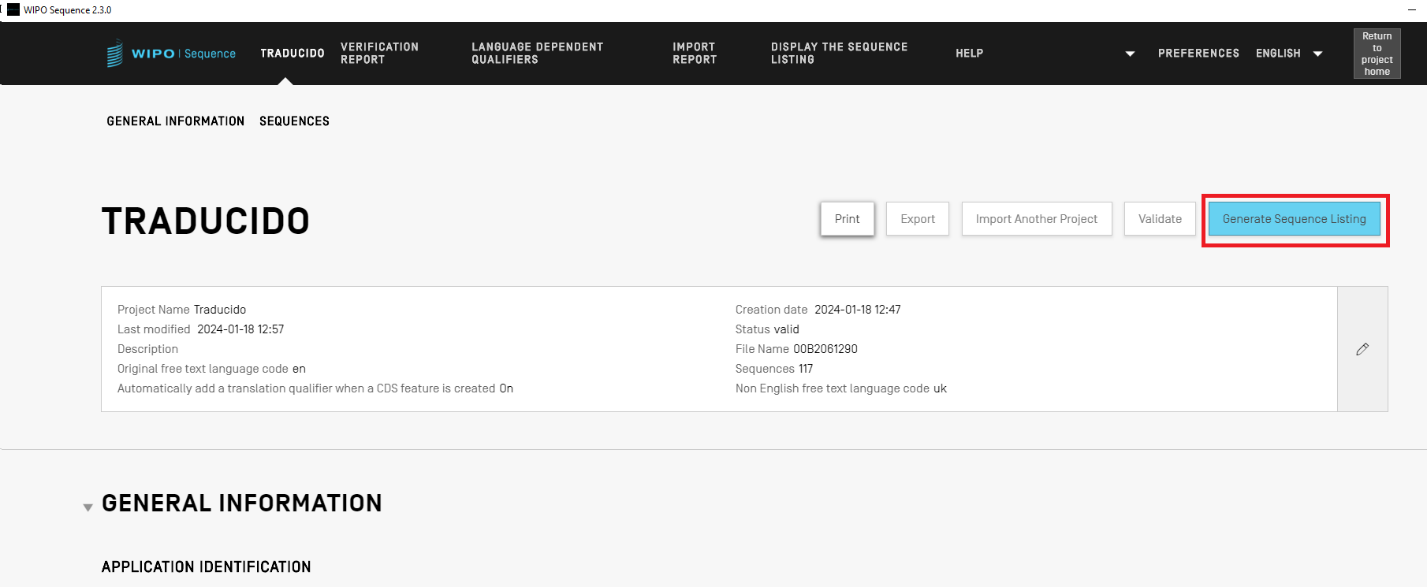 WIPO Sequence 2.3.0
WIPO | Sequence
TRADUCIDO
VERIFICATION
REPORT
LANGUAGE DEPENDENT
QUALIFIERS
IMPORT
REPORT
DISPLAY THE SEQUENCE
LISTING
HELP
PREFERENCES
ENGLISH
Return
to
project
home
GENERAL INFORMATION
SEQUENCES
TRADUCIDO
Print
Export
Import Another Project
Validate
Generate Sequence Listing
Project Name Traducido
Last modified 2024-01-18 12:57
Description
Original free text language code en
Automatically add a translation qualifier when a CDS feature is created On
Creation date 2024-01-18 12:47
Status valid
File Name 00B2061290
Sequences 117
Non English free text language code uk
GENERAL INFORMATION
APPLICATION IDENTIFICATION